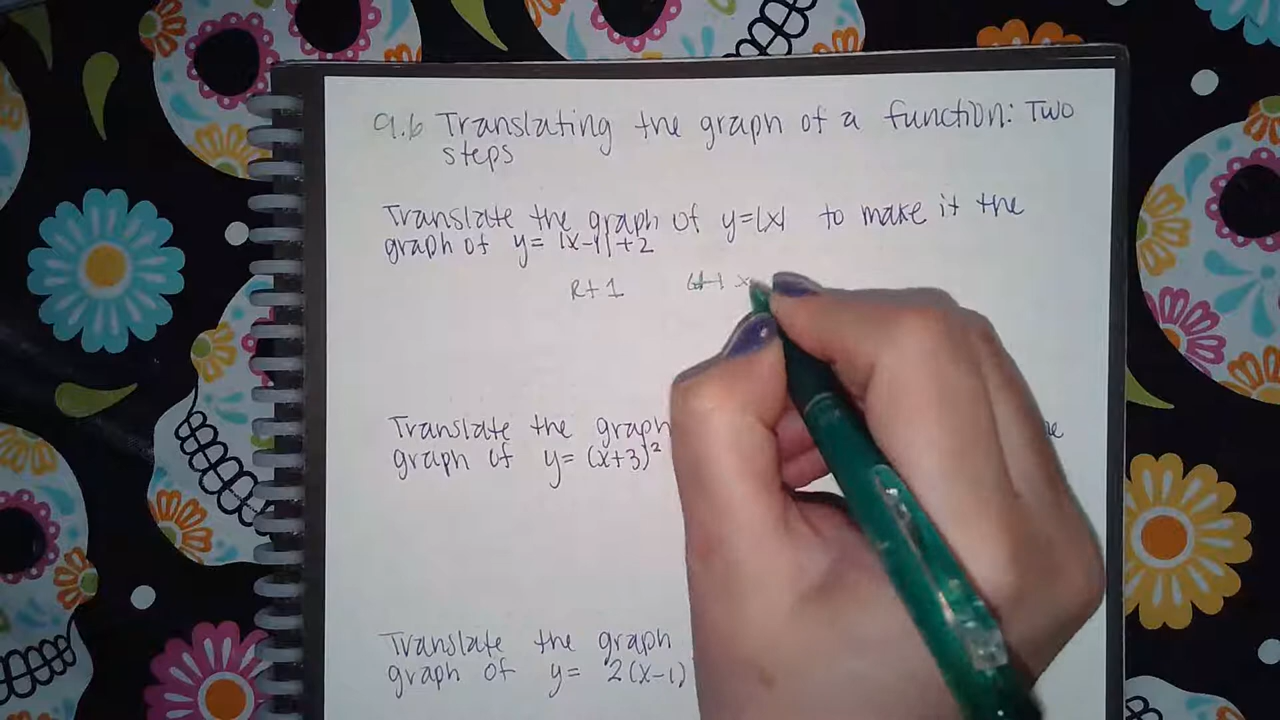 9.6 Translating the graph of a function: Two
steps
Translate the graph of y=|x| to make it the
graph of y= |x-1|+2
R+1
Translate the graph
graph of y= (x+3)²
Translate the graph
graph of y= 2(x-1)